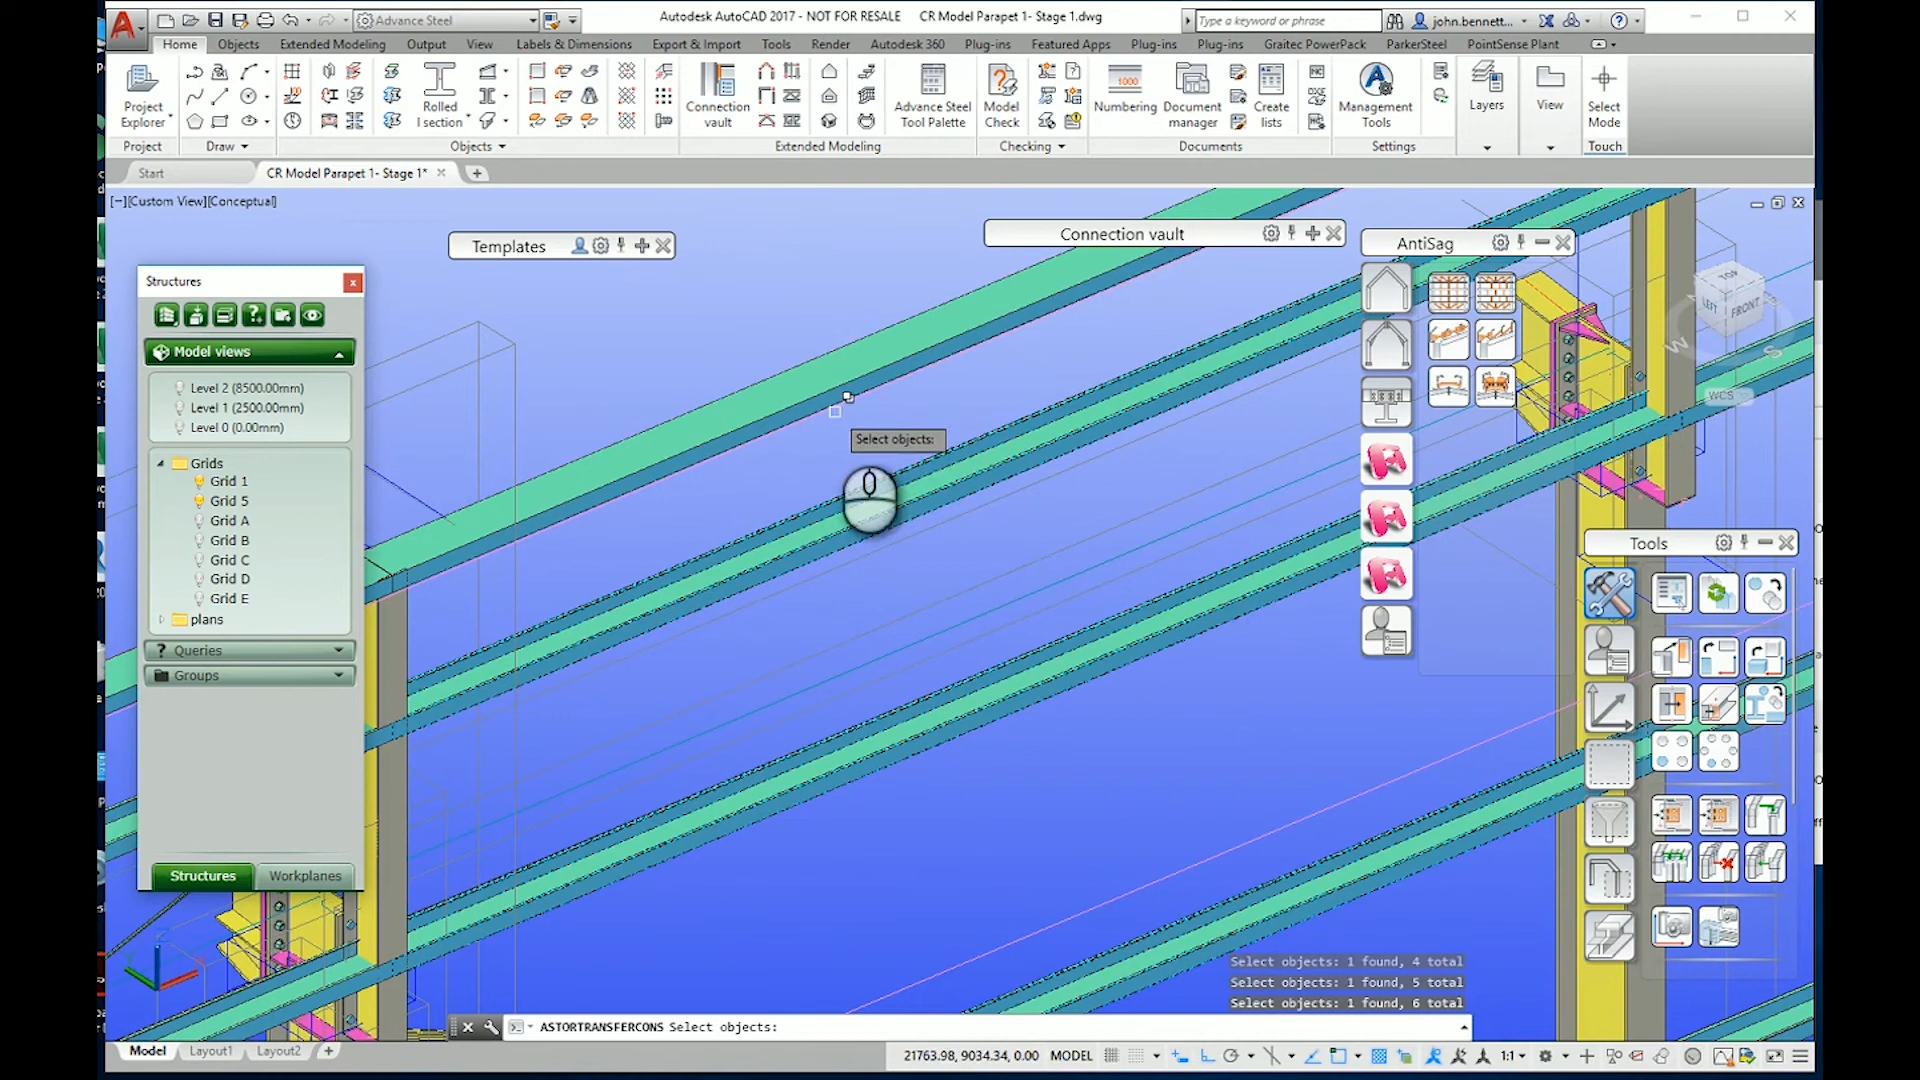 Advance Steel
Autodesk AutoCAD 2017 - NOT FOR RESALE CR Model Parapet 1- Stage 1.dwg
Type a keyword or phrase
john.bennett...
Home Objects Extended Modeling Output View Labels & Dimensions Export & Import Tools Render Autodesk 360 Plug-ins Featured Apps Plug-ins Plug-ins Graitec PowerPack ParkerSteel PointSense Plant
Project Explorer
Rolled I section
Connection vault
Advance Steel Tool Palette
Model Check
1000
Numbering
Document manager
Create lists
Management Tools
Layers
View
Select Mode
Project Draw Objects Extended Modeling Checking Documents Settings Touch
Start CR Model Parapet 1- Stage 1*
[−][Custom View][Conceptual]
Templates
Connection vault
AntiSag
Structures
Model views
Level 2 (8500.00mm)
Level 1 (2500.00mm)
Level 0 (0.00mm)
Grids
Grid 1
Grid 5
Grid A
Grid B
Grid C
Grid D
Grid E
plans
Queries
Groups
Structures Workplanes
TOP
LEFT FRONT
W S
WCS
Select objects:
Tools
Select objects: 1 found, 4 total
Select objects: 1 found, 5 total
Select objects: 1 found, 6 total
ASTORTRANSFERCONS Select objects:
Model Layout1 Layout2 +
21763.98, 9034.34, 0.00 MODEL 1:1